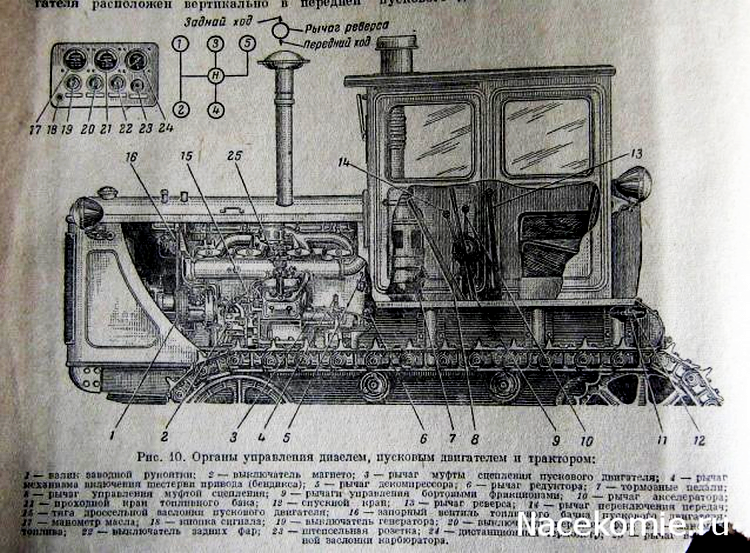 гателя расположен вертикально в передней пускового
Задний ход
Рычаг реверса
Передний ход
1 3 5
Н
2 4
17 18 19 20 21 22 23 24
16 15 25 14 13
1 2 3 4 5 6 7 8 9 10 11 12
Рис. 10. Органы управления дизелем, пусковым двигателем и трактором:
1 — валик заводной рукоятки; 2 — выключатель магнето; 3 — рычаг муфты сцепления пускового двигателя; 4 — рычаг
механизма включения шестерни привода (бендикса); 5 — рычаг декомпрессора; 6 — рычаг редуктора; 7 — тормозные педали;
8 — рычаг управления муфтой сцепления; 9 — рычаги управления бортовыми фрикционами; 10 — рычаг акселератора;
11 — проходной кран топливного бака; 12 — спускной кран; 13 — рычаг реверса; 14 — рычаг переключения передач;
16 — тяга дроссельной заслонки пускового двигателя; 16 — запорный вентиль топливного бачка пускового двигателя;
17 — манометр масла; 18 — кнопка сигнала; 19 — выключатель генератора; 20 — выключ
топлива; 22 — выключатель задних фар; 23 — штепсельная розетка; 24 — дистанционный
ной заслонки карбюратора.
Nacekomie.ru